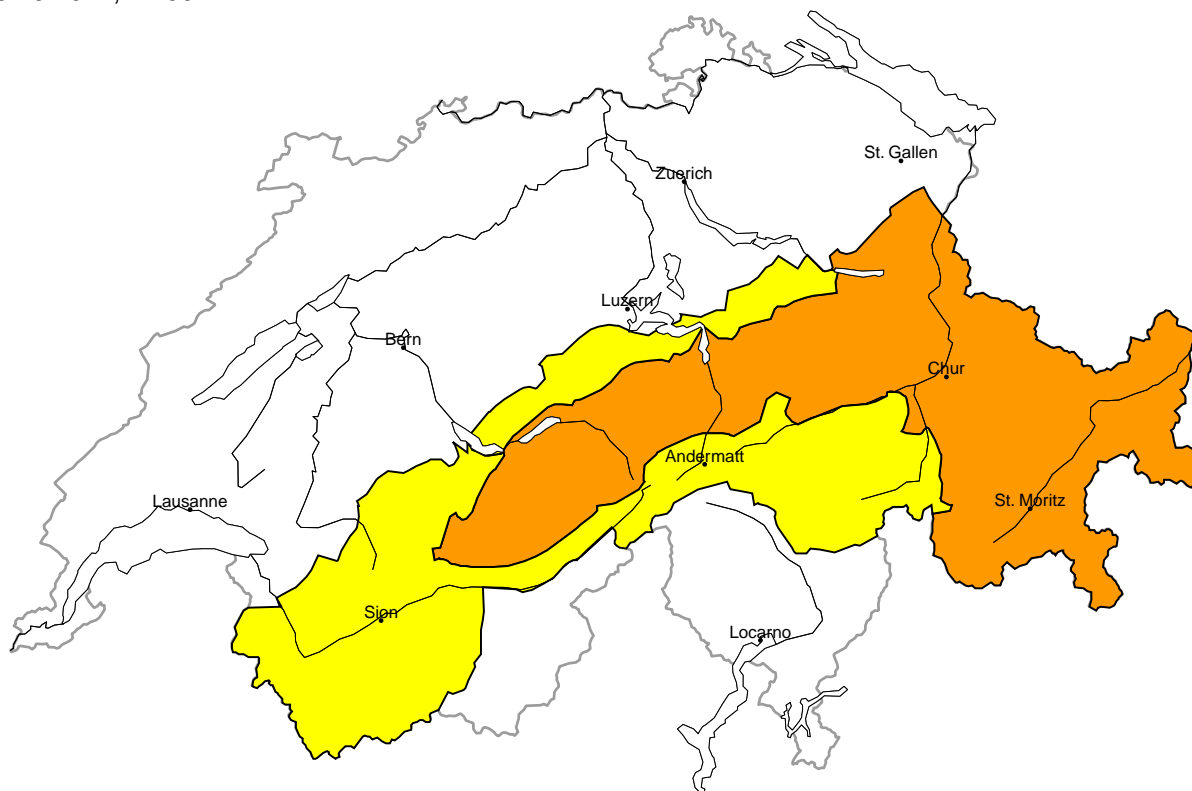 St. Gallen
Zuerich
Luzern
Bern
Chur
Andermatt
Lausanne
St. Moritz
Sion
Locarno